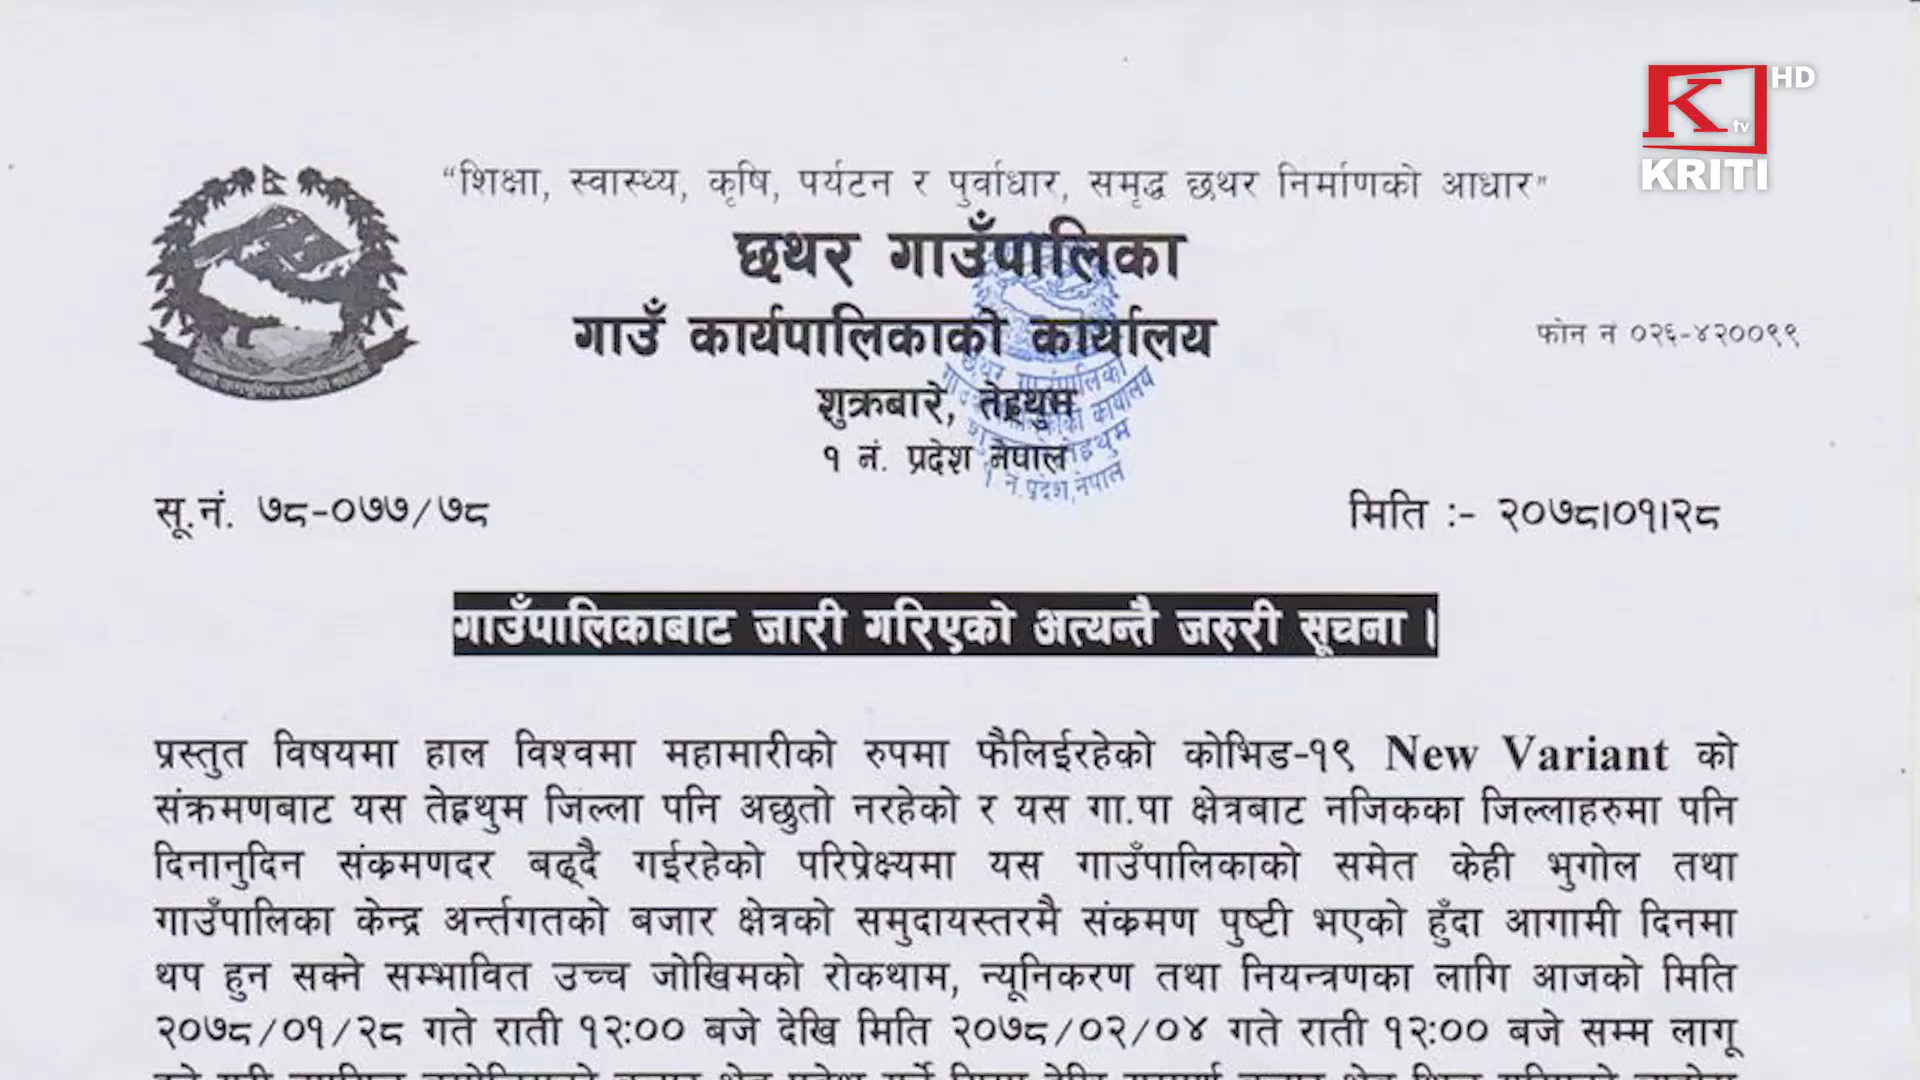 K tv HD
KRITI
“शिक्षा, स्वास्थ्य, कृषि, पर्यटन र पुर्वाधार, समृद्ध छथर निर्माणको आधार”
छथर गाउँपालिका
गाउँ कार्यपालिकाको कार्यालय
फोन नं ०२६-४२००९९
शुक्रबारे, तेह्रथुम
१ नं. प्रदेश नेपाल
सू.नं. ७८-०७७/७८
मिति :- २०७८।०१।२८
गाउँपालिकाबाट जारी गरिएको अत्यन्तै जरुरी सूचना ।
प्रस्तुत विषयमा हाल विश्वमा महामारीको रुपमा फैलिईरहेको कोभिड-१९ New Variant को
संक्रमणबाट यस तेह्रथुम जिल्ला पनि अछुतो नरहेको र यस गा.पा क्षेत्रबाट नजिकका जिल्लाहरुमा पनि
दिनानुदिन संक्रमणदर बढ्दै गईरहेको परिप्रेक्ष्यमा यस गाउँपालिकाको समेत केही भुगोल तथा
गाउँपालिका केन्द्र अर्न्तगतको बजार क्षेत्रको समुदायस्तरमै संक्रमण पुष्टी भएको हुँदा आगामी दिनमा
थप हुन सक्ने सम्भावित उच्च जोखिमको रोकथाम, न्यूनिकरण तथा नियन्त्रणका लागि आजको मिति
२०७८/०१/२८ गते राती १२:०० बजे देखि मिति २०७८/०२/०४ गते राती १२:०० बजे सम्म लागू